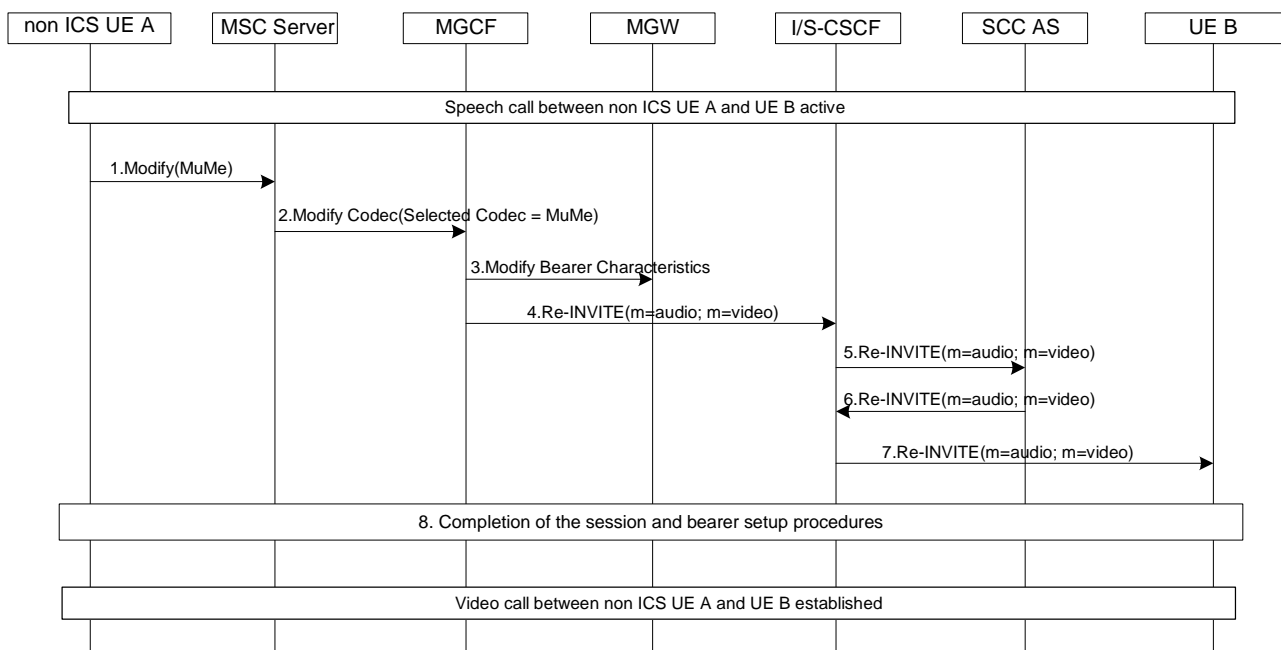 non ICS UE A
MSC Server
MGCF
MGW
I/S-CSCF
SCC AS
UE B
Speech call between non ICS UE A and UE B active
1.Modify(MuMe)
2.Modify Codec(Selected Codec = MuMe)
3.Modify Bearer Characteristics
4.Re-INVITE(m=audio; m=video)
5.Re-INVITE(m=audio; m=video)
6.Re-INVITE(m=audio; m=video)
7.Re-INVITE(m=audio; m=video)
8. Completion of the session and bearer setup procedures
Video call between non ICS UE A and UE B established